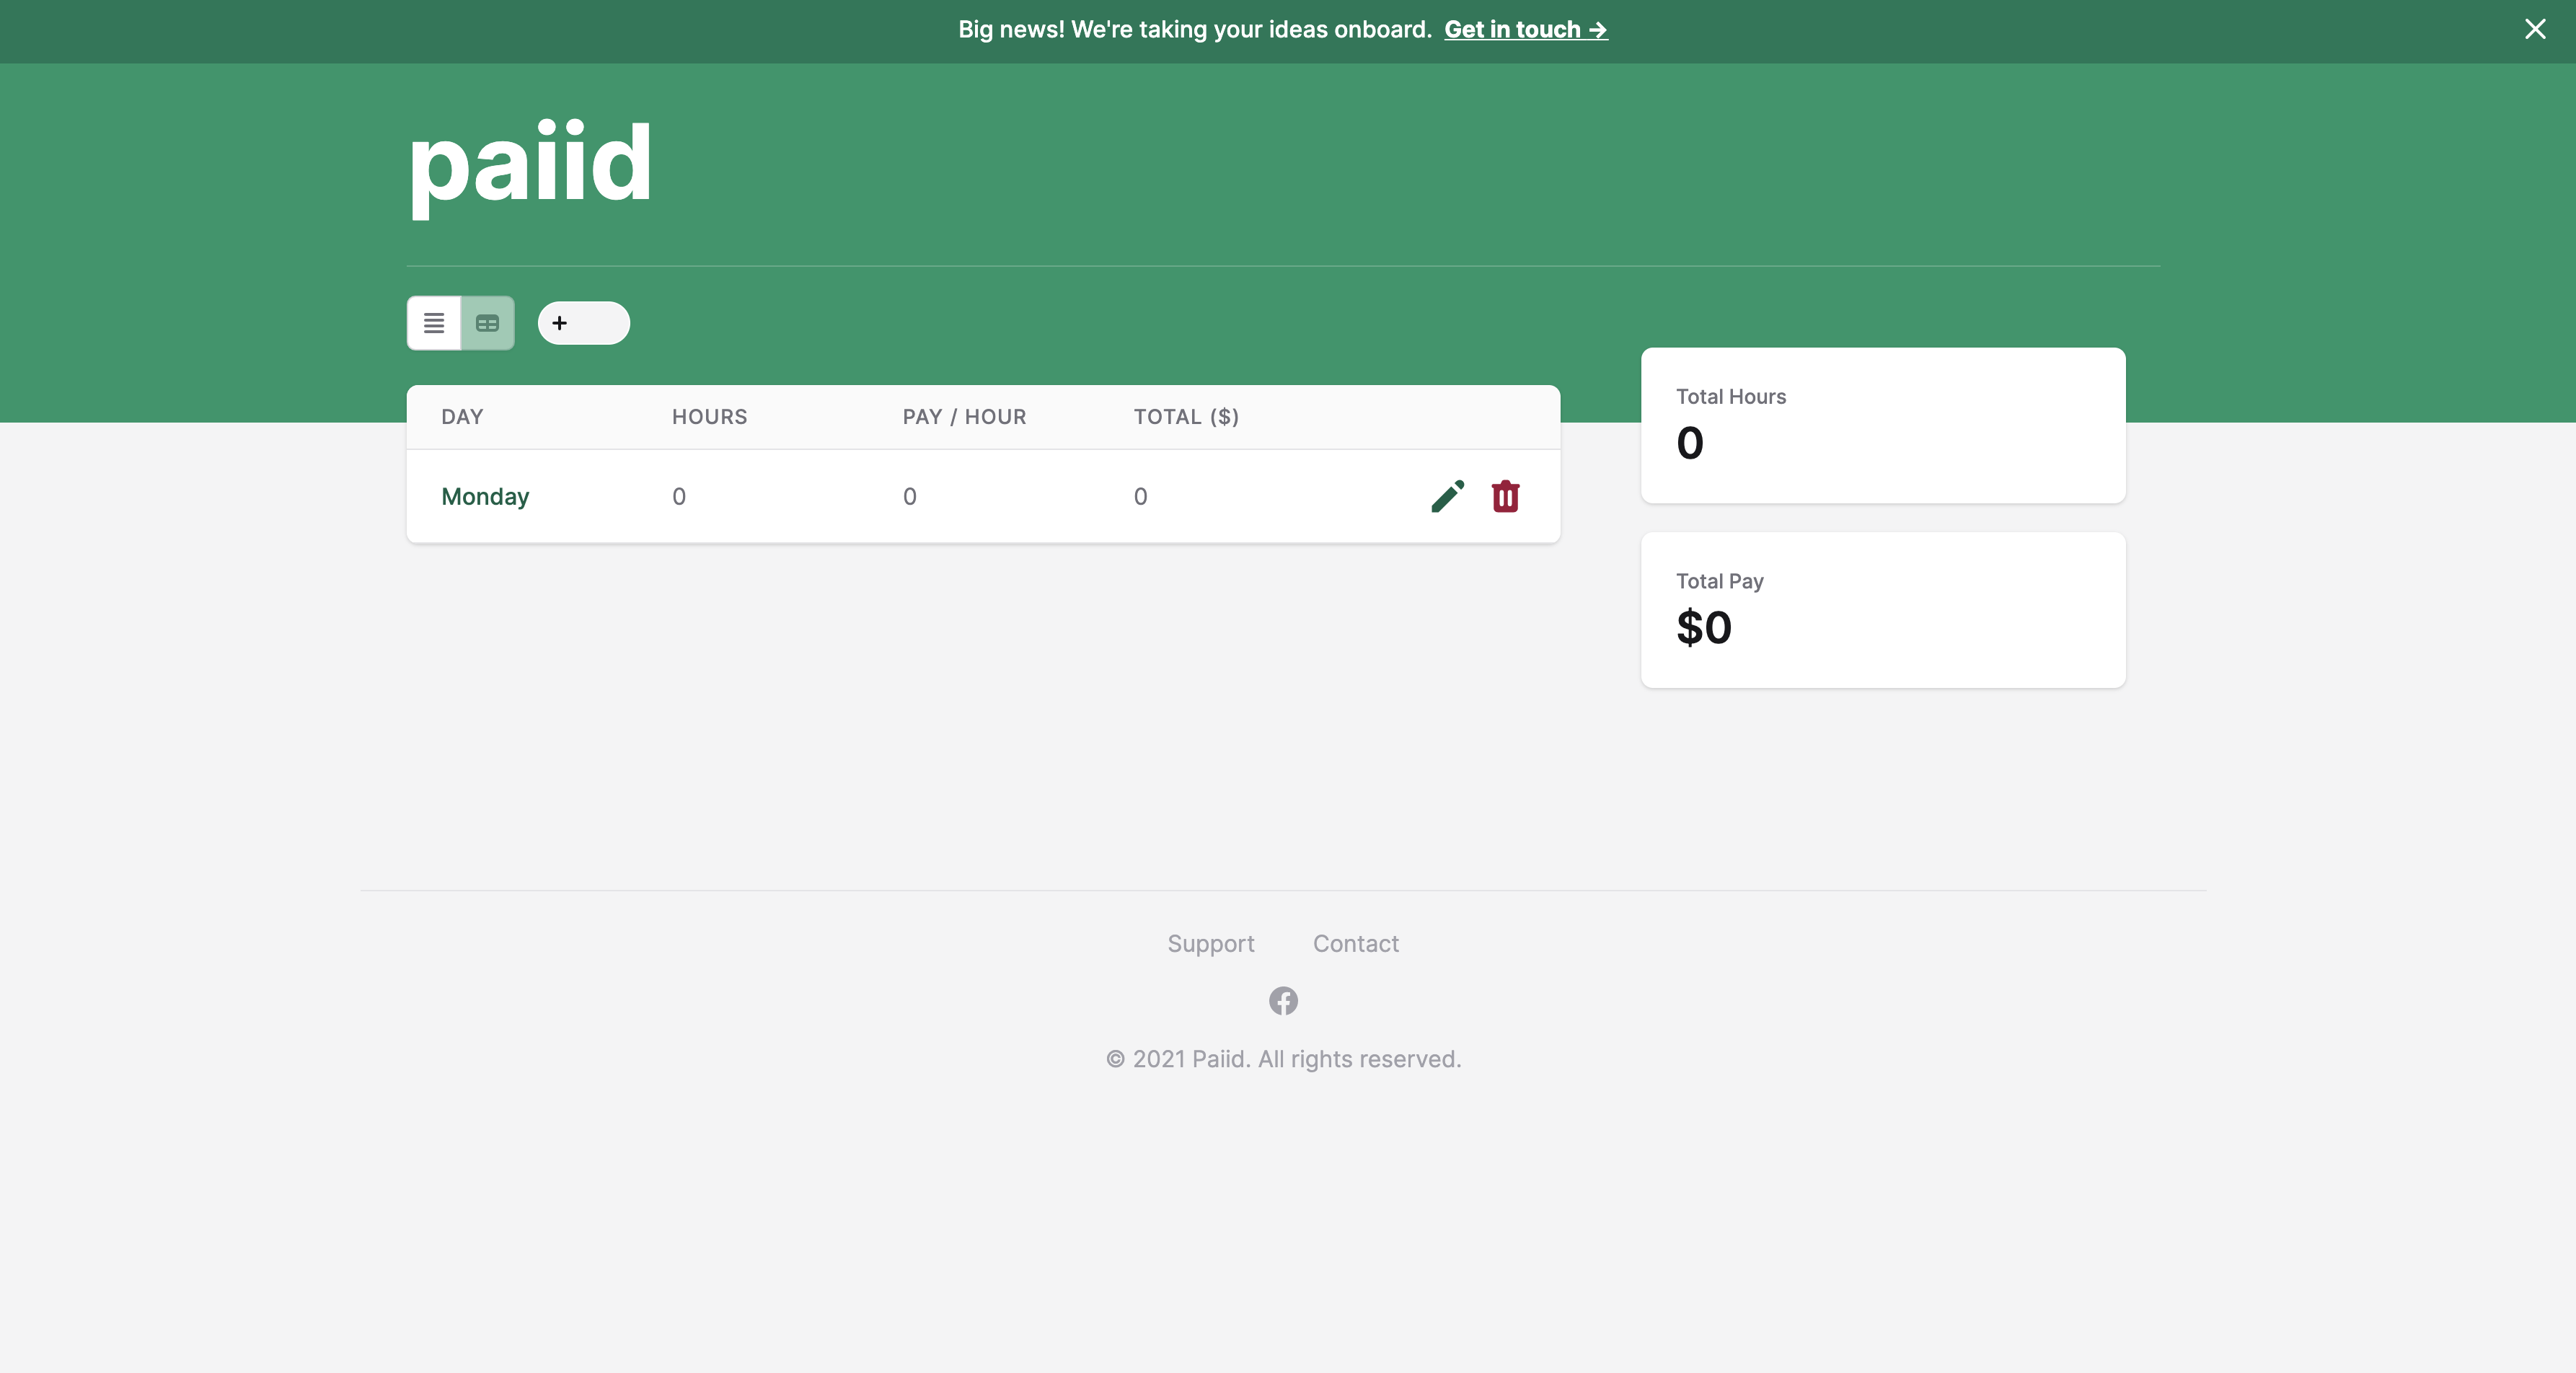 Big news! We're taking your ideas onboard. Get in touch →
paiid
+
DAY HOURS PAY / HOUR TOTAL ($)
Monday 0 0 0
Total Hours
0
Total Pay
$0
Support Contact
© 2021 Paiid. All rights reserved.